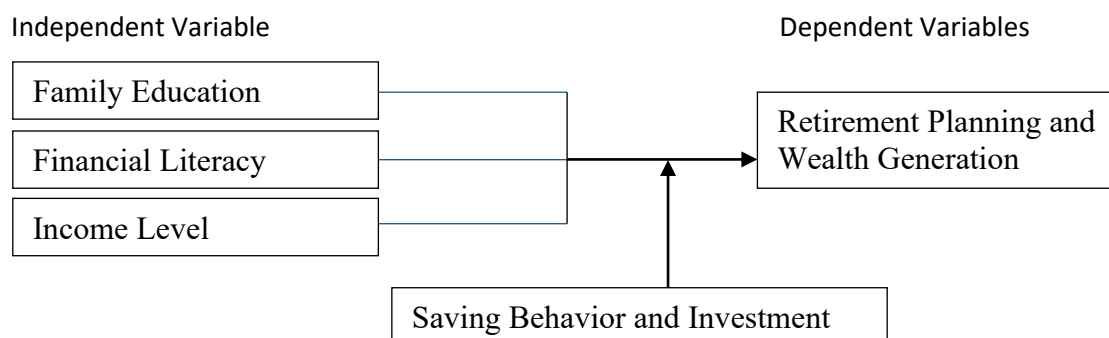 Independent Variable
Dependent Variables
Family Education
Financial Literacy
Income Level
Retirement Planning and
Wealth Generation
Saving Behavior and Investment